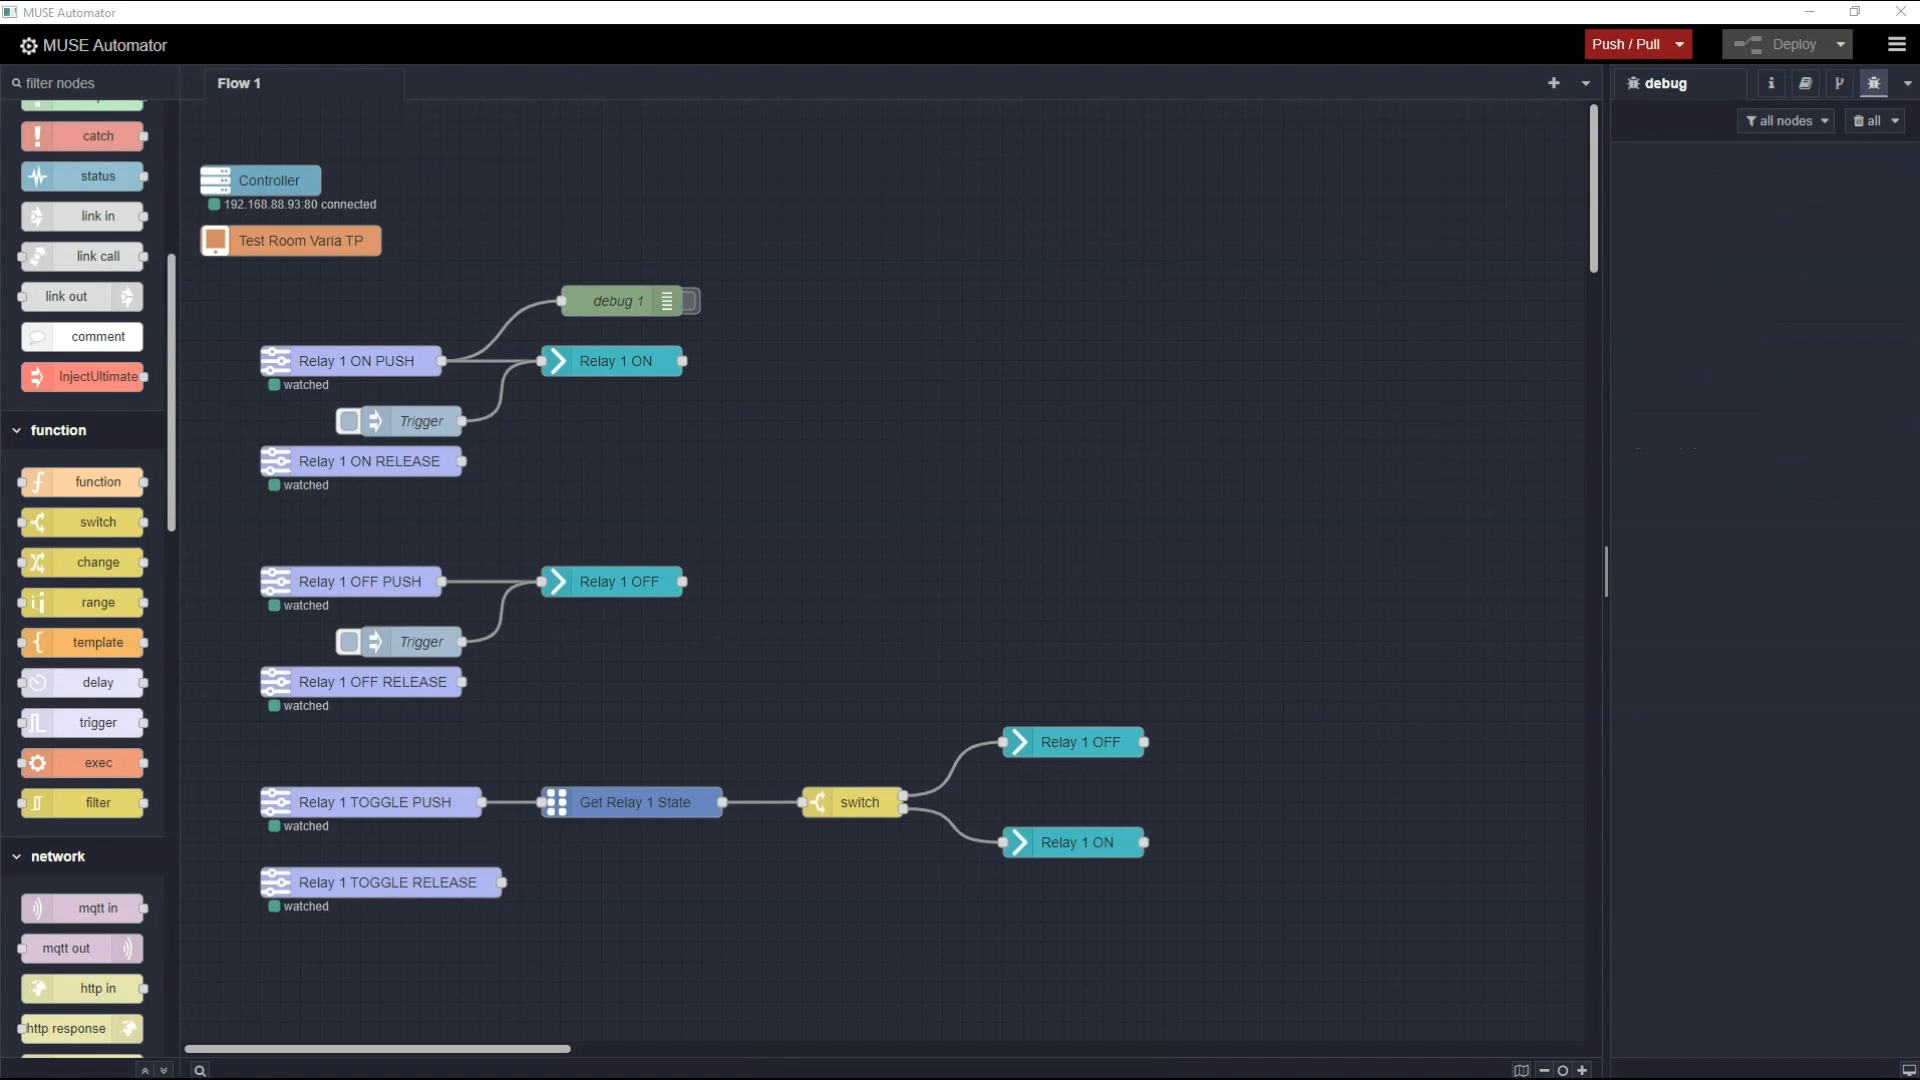 MUSE Automator
MUSE Automator
Push / Pull
Deploy
filter nodes
Flow 1
debug
all nodes
all
catch
status
link in
link call
link out
comment
InjectUltimate
function
function
switch
change
range
template
delay
trigger
exec
filter
network
mqtt in
mqtt out
http in
http response
Controller
192.168.88.93:80 connected
Test Room Varia TP
debug 1
Relay 1 ON PUSH
watched
Relay 1 ON
Trigger
Relay 1 ON RELEASE
watched
Relay 1 OFF PUSH
watched
Relay 1 OFF
Trigger
Relay 1 OFF RELEASE
watched
Relay 1 OFF
Relay 1 TOGGLE PUSH
watched
Get Relay 1 State
switch
Relay 1 ON
Relay 1 TOGGLE RELEASE
watched